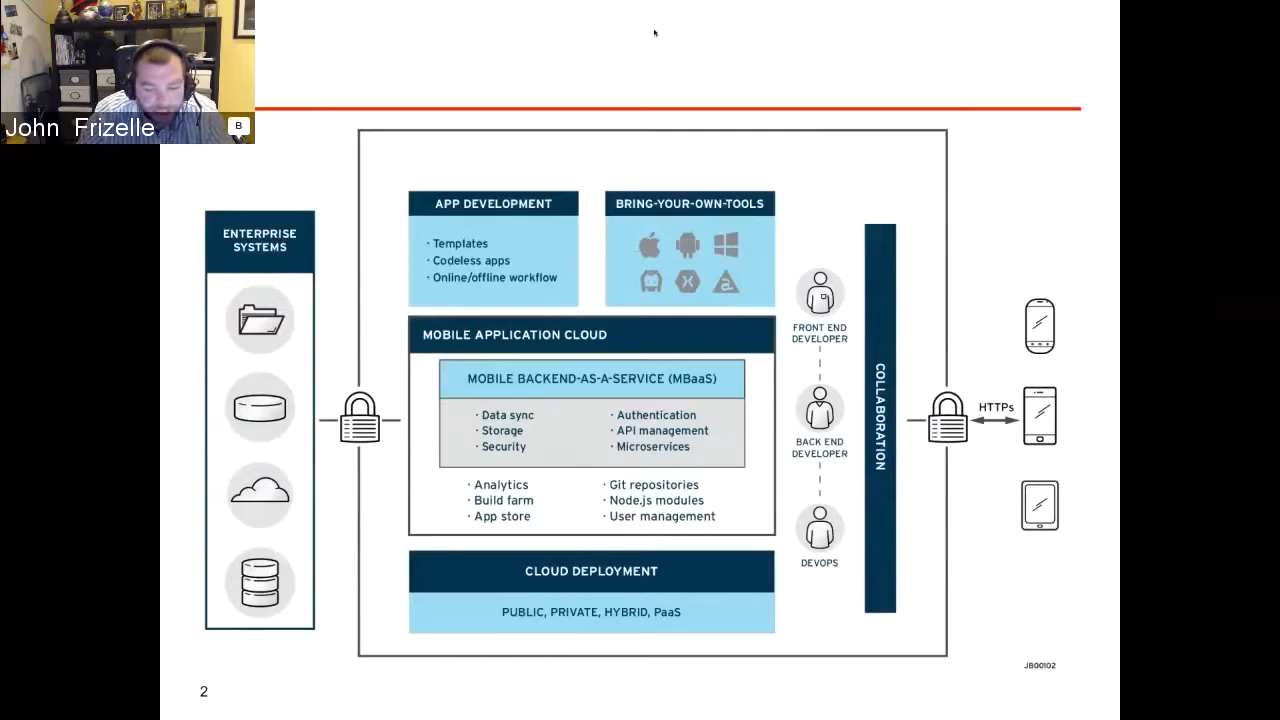 John Frizelle
B
ENTERPRISE
SYSTEMS
APP DEVELOPMENT
· Templates
· Codeless apps
· Online/offline workflow
BRING-YOUR-OWN-TOOLS
MOBILE APPLICATION CLOUD
MOBILE BACKEND-AS-A-SERVICE (MBaaS)
· Data sync
· Storage
· Security
· Authentication
· API management
· Microservices
· Analytics
· Build farm
· App store
· Git repositories
· Node.js modules
· User management
CLOUD DEPLOYMENT
PUBLIC, PRIVATE, HYBRID, PaaS
FRONT END
DEVELOPER
BACK END
DEVELOPER
DEVOPS
COLLABORATION
HTTPs
JB00102
2